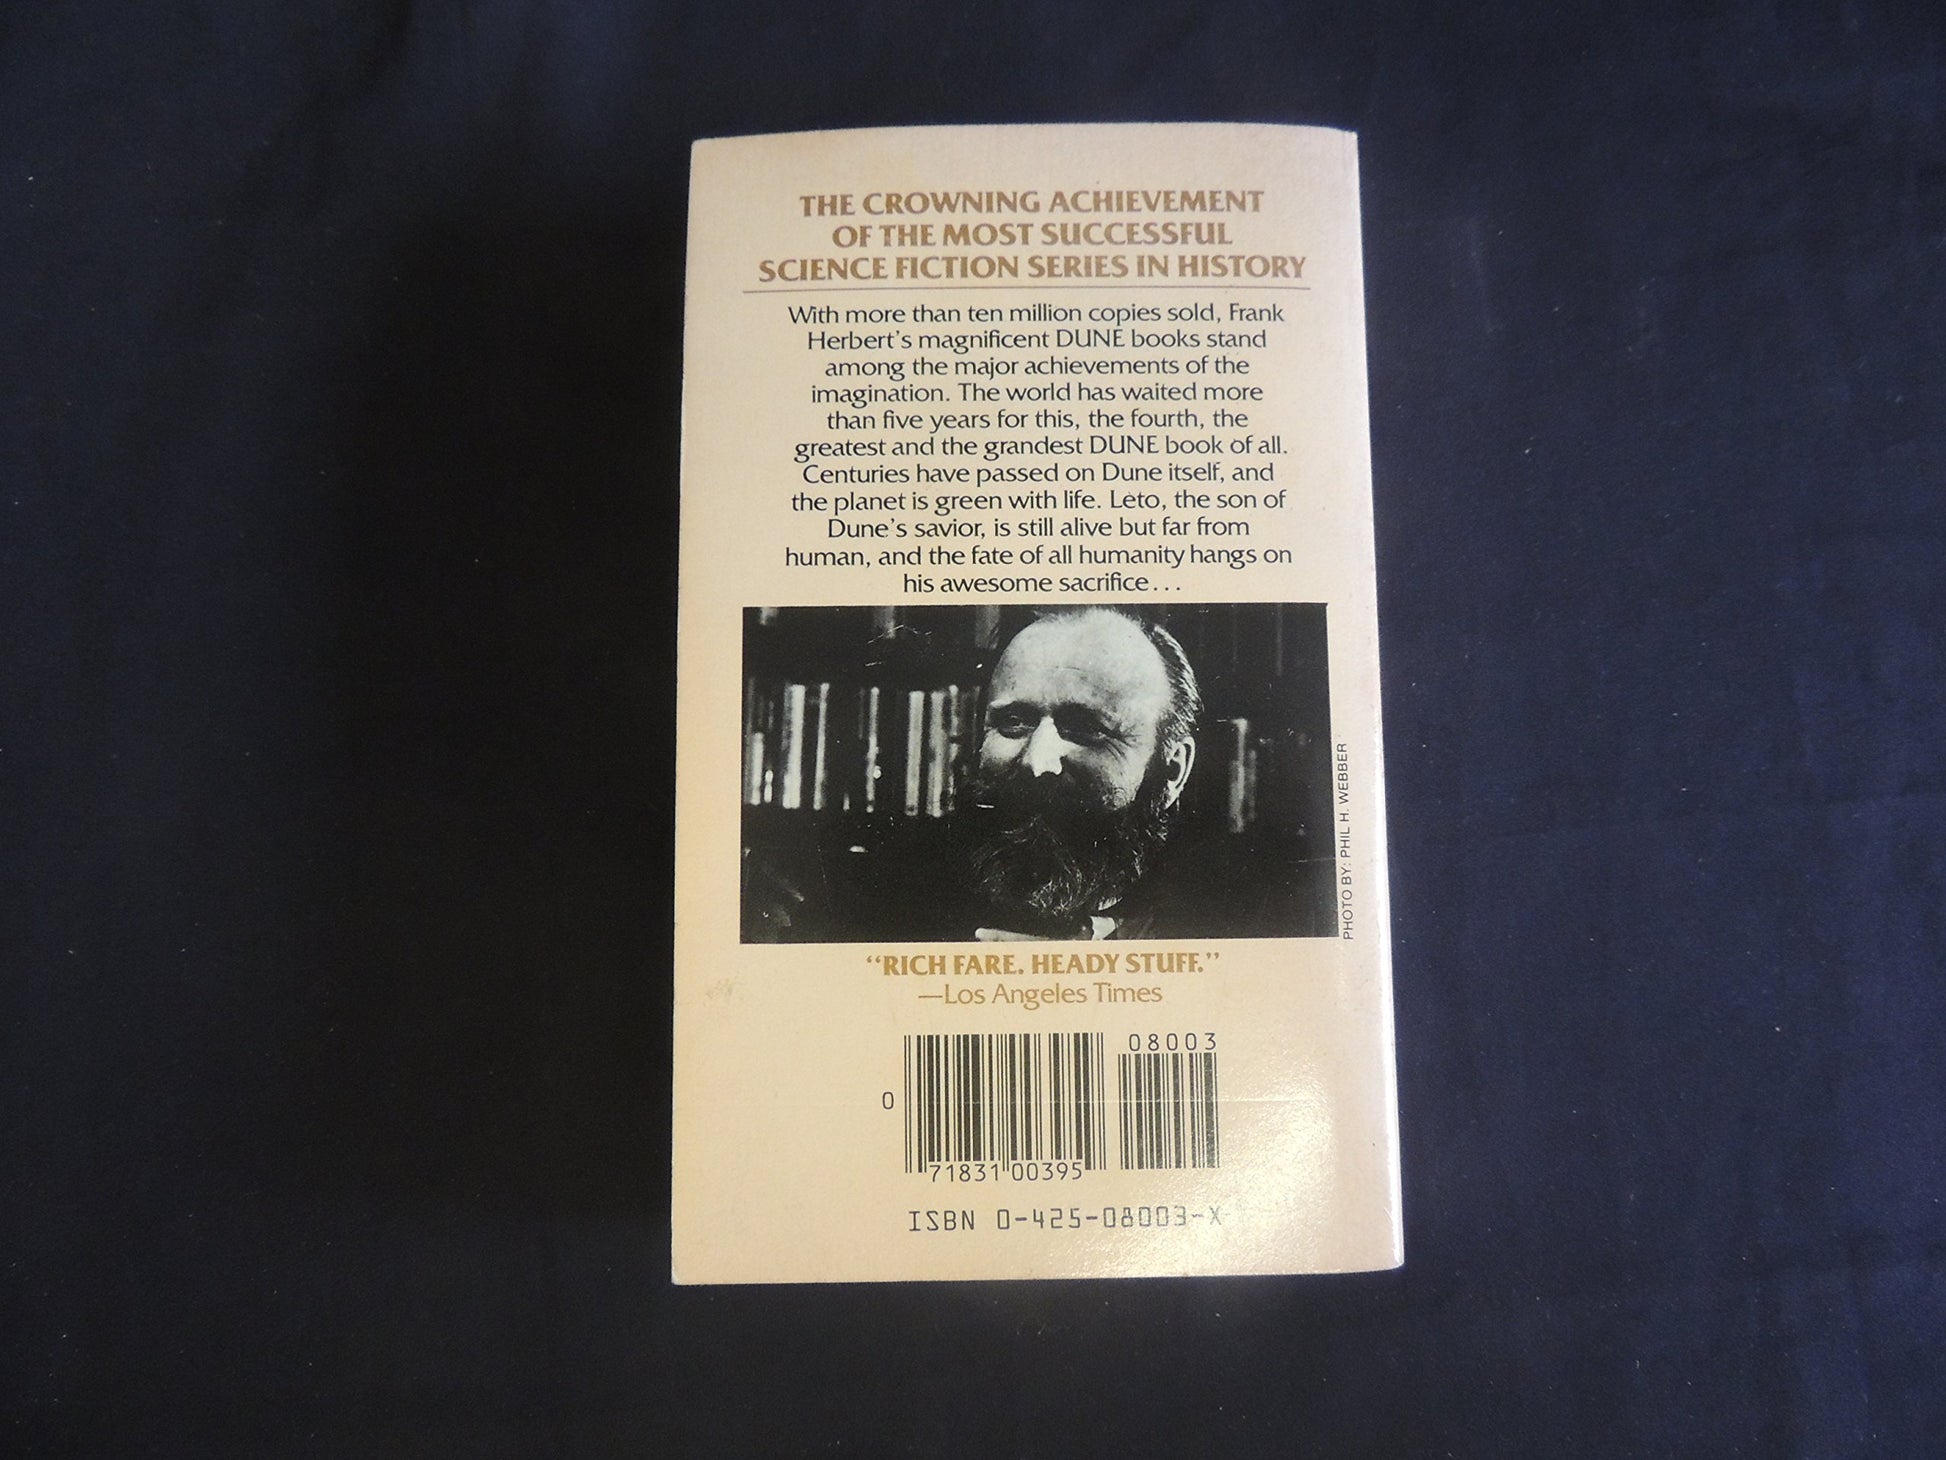 THE CROWNING ACHIEVEMENT
OF THE MOST SUCCESSFUL
SCIENCE FICTION SERIES IN HISTORY
With more than ten million copies sold, Frank
Herbert's magnificent DUNE books stand
among the major achievements of the
imagination. The world has waited more
than five years for this, the fourth, the
greatest and the grandest DUNE book of all.
Centuries have passed on Dune itself, and
the planet is green with life. Leto, the son of
Dune's savior, is still alive but far from
human, and the fate of all humanity hangs on
his awesome sacrifice...
PHOTO BY: PHIL H. WEBBER
"RICH FARE. HEADY STUFF."
—Los Angeles Times
08003
0
71831 00395
ISBN 0-425-08003-X